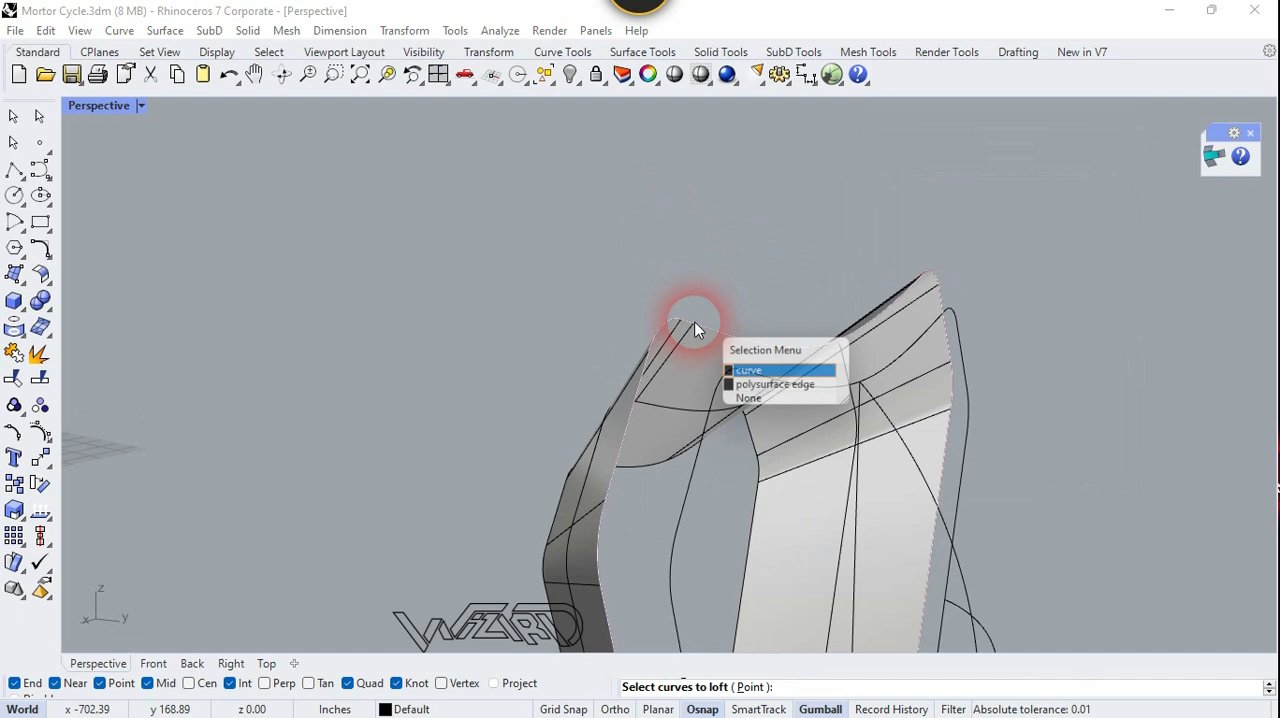 Mortor Cycle.3dm (8 MB) - Rhinoceros 7 Corporate - [Perspective]
File Edit View Curve Surface SubD Solid Mesh Dimension Transform Tools Analyze Render Panels Help
Standard CPlanes Set View Display Select Viewport Layout Visibility Transform Curve Tools Surface Tools Solid Tools SubD Tools Mesh Tools Render Tools Drafting New in V7
Perspective
Selection Menu
curve
polysurface edge
None
z
x y
WIZARD
Perspective Front Back Right Top
End Near Point Mid Cen Int Perp Tan Quad Knot Vertex Project
Select curves to loft ( Point ):
World x -702.39 y 168.89 z 0.00 Inches Default Grid Snap Ortho Planar Osnap SmartTrack Gumball Record History Filter Absolute tolerance: 0.01